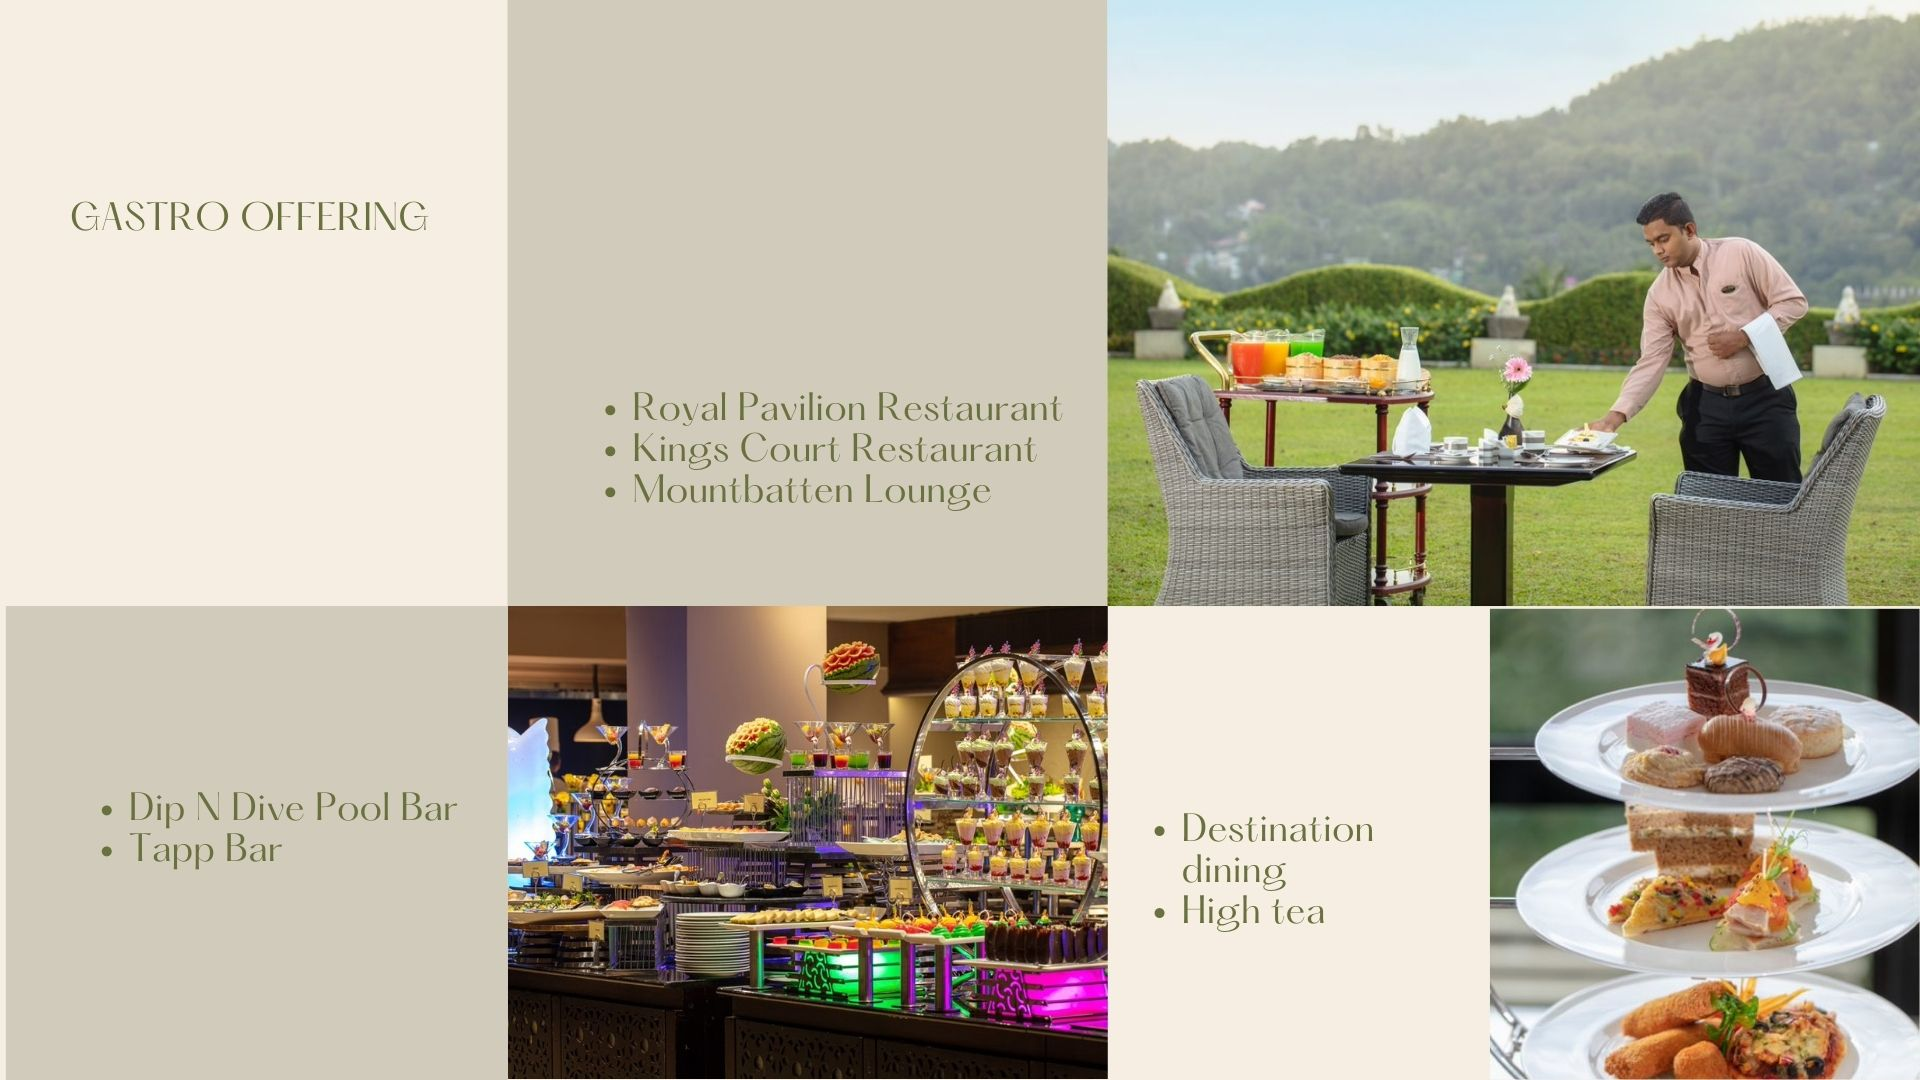 GASTRO OFFERING
• Royal Pavilion Restaurant
• Kings Court Restaurant
• Mountbatten Lounge
• Dip N Dive Pool Bar
• Tapp Bar
• Destination
dining
• High tea